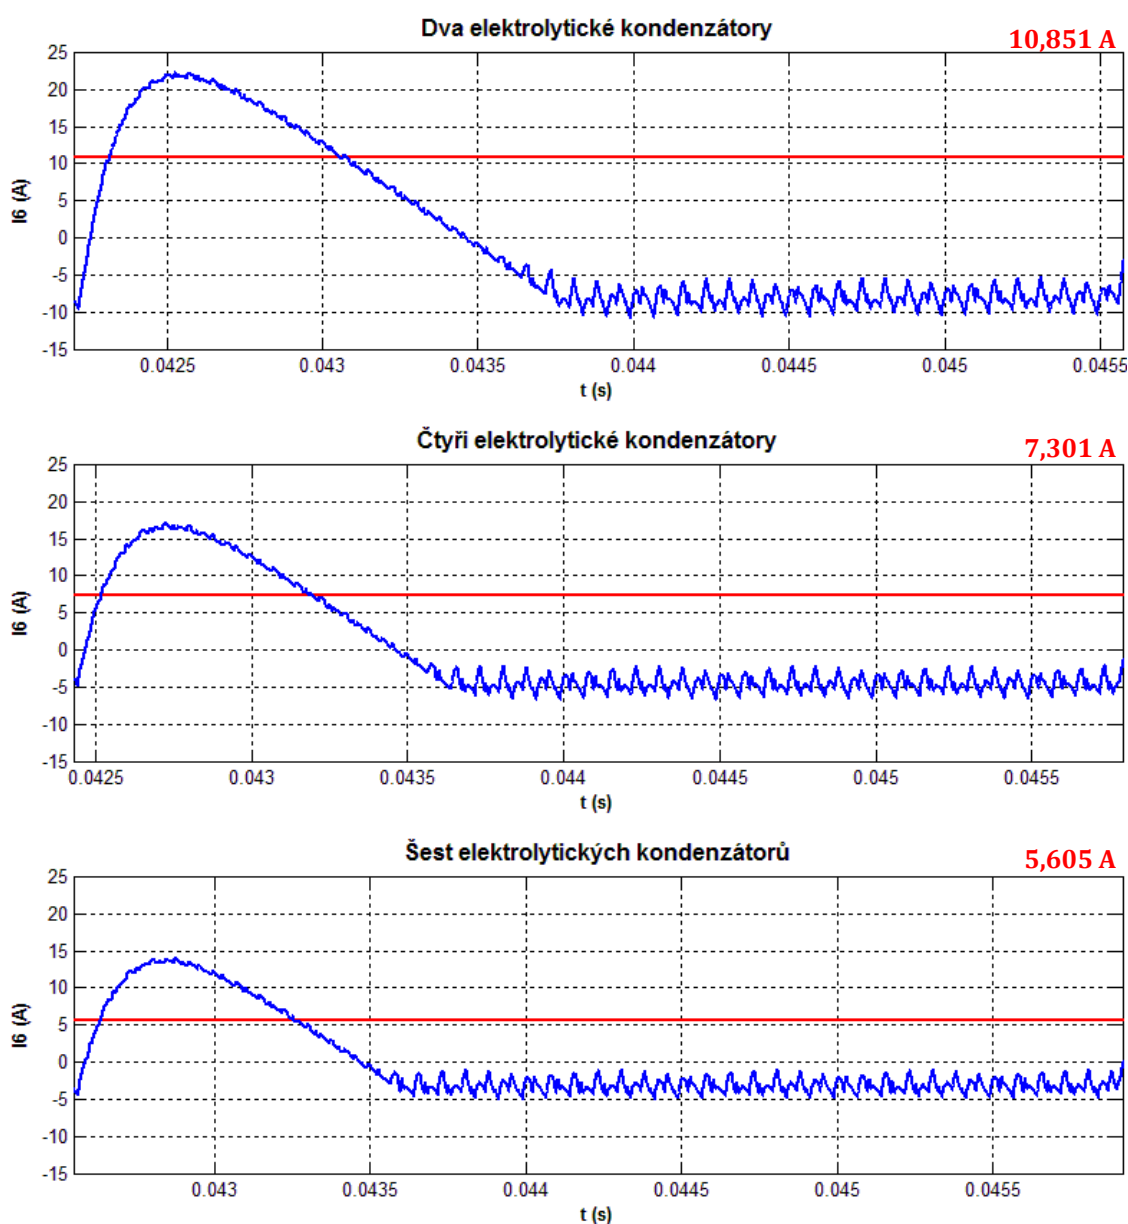 Dva elektrolytické kondenzátory
10,851 A
25
20
15
10
5
0
-5
-10
-15
I6 (A)
0.0425 0.043 0.0435 0.044 0.0445 0.045 0.0455
t (s)
Čtyři elektrolytické kondenzátory
7,301 A
25
20
15
10
5
0
-5
-10
-15
I6 (A)
0.0425 0.043 0.0435 0.044 0.0445 0.045 0.0455
t (s)
Šest elektrolytických kondenzátorů
5,605 A
25
20
15
10
5
0
-5
-10
-15
I6 (A)
0.043 0.0435 0.044 0.0445 0.045 0.0455
t (s)